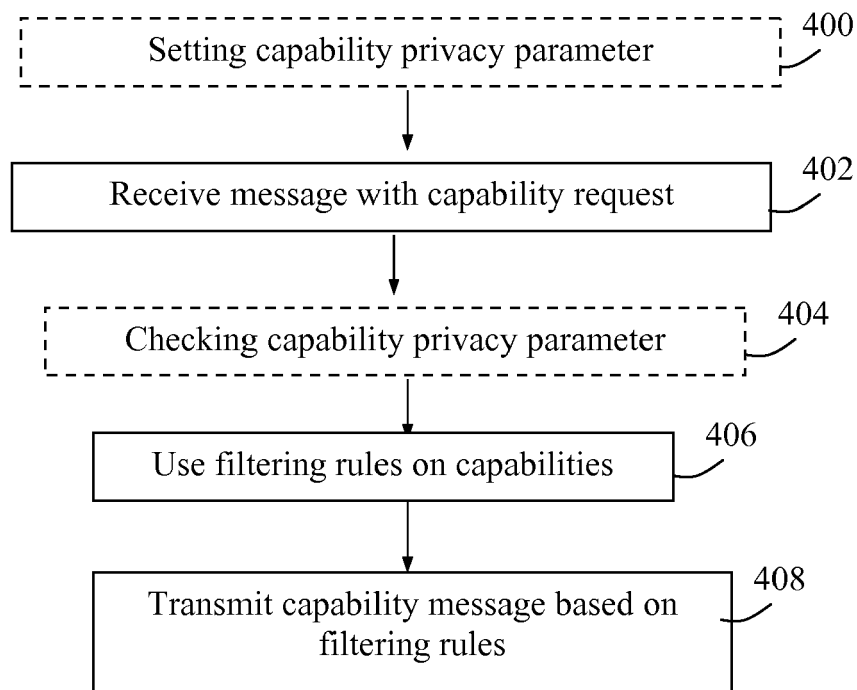 Setting capability privacy parameter
400
Receive message with capability request
402
Checking capability privacy parameter
404
Use filtering rules on capabilities
406
Transmit capability message based on
filtering rules
408